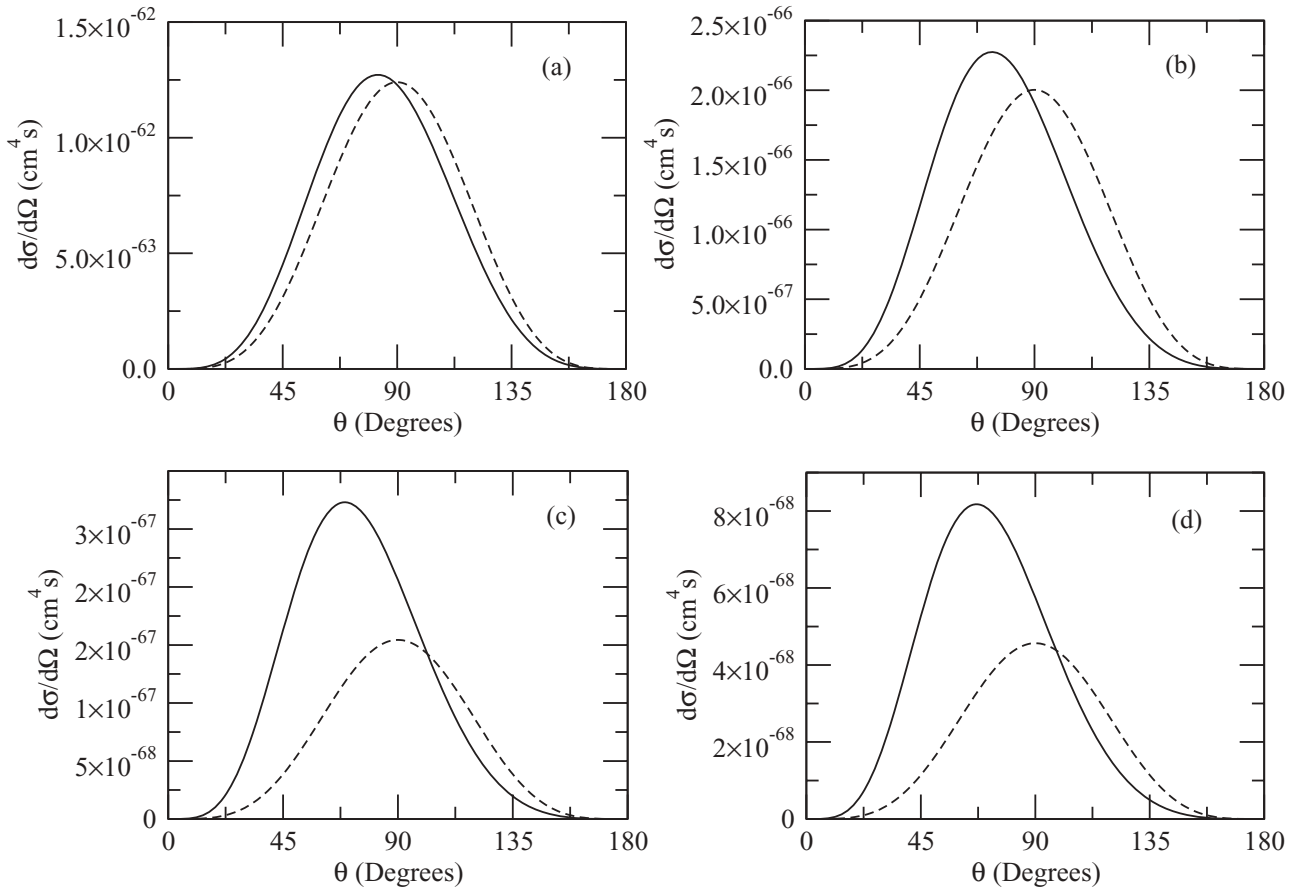 1.5×10^-62
(a)
1.0×10^-62
5.0×10^-63
0.0
dσ/dΩ (cm^4 s)
0 45 90 135 180
θ (Degrees)
2.5×10^-66
(b)
2.0×10^-66
1.5×10^-66
1.0×10^-66
5.0×10^-67
0.0
dσ/dΩ (cm^4 s)
0 45 90 135 180
θ (Degrees)
(c)
3×10^-67
2×10^-67
2×10^-67
1×10^-67
5×10^-68
0
dσ/dΩ (cm^4 s)
0 45 90 135 180
θ (Degrees)
8×10^-68
(d)
6×10^-68
4×10^-68
2×10^-68
0
dσ/dΩ (cm^4 s)
0 45 90 135 180
θ (Degrees)